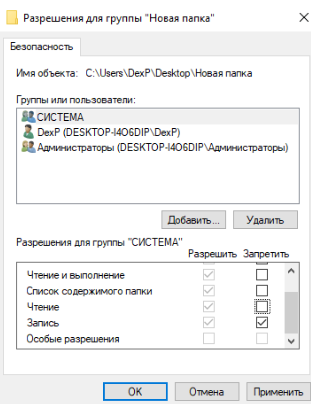 Разрешения для группы "Новая папка"
Безопасность
Имя объекта: C:\Users\DexP\Desktop\Новая папка
Группы или пользователи:
СИСТЕМА
DexP (DESKTOP-I4O6DIP\DexP)
Администраторы (DESKTOP-I4O6DIP\Администраторы)
Добавить... Удалить
Разрешения для группы "СИСТЕМА"
Разрешить Запретить
Чтение и выполнение
Список содержимого папки
Чтение
Запись
Особые разрешения
ОК Отмена Применить